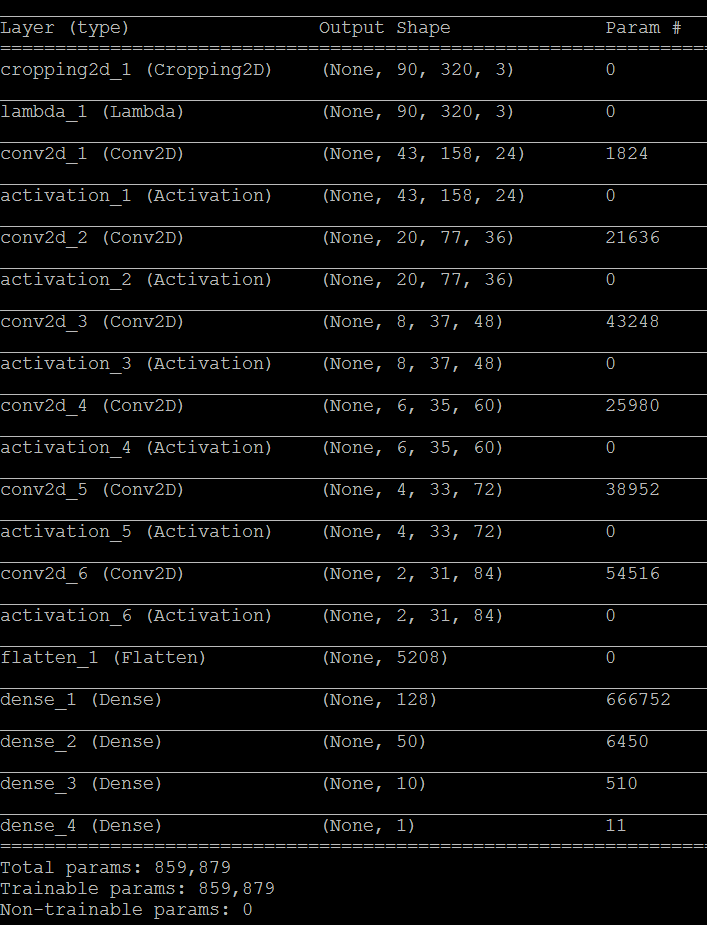 Layer (type) Output Shape Param #
cropping2d_1 (Cropping2D) (None, 90, 320, 3) 0
lambda_1 (Lambda) (None, 90, 320, 3) 0
conv2d_1 (Conv2D) (None, 43, 158, 24) 1824
activation_1 (Activation) (None, 43, 158, 24) 0
conv2d_2 (Conv2D) (None, 20, 77, 36) 21636
activation_2 (Activation) (None, 20, 77, 36) 0
conv2d_3 (Conv2D) (None, 8, 37, 48) 43248
activation_3 (Activation) (None, 8, 37, 48) 0
conv2d_4 (Conv2D) (None, 6, 35, 60) 25980
activation_4 (Activation) (None, 6, 35, 60) 0
conv2d_5 (Conv2D) (None, 4, 33, 72) 38952
activation_5 (Activation) (None, 4, 33, 72) 0
conv2d_6 (Conv2D) (None, 2, 31, 84) 54516
activation_6 (Activation) (None, 2, 31, 84) 0
flatten_1 (Flatten) (None, 5208) 0
dense_1 (Dense) (None, 128) 666752
dense_2 (Dense) (None, 50) 6450
dense_3 (Dense) (None, 10) 510
dense_4 (Dense) (None, 1) 11
Total params: 859,879
Trainable params: 859,879
Non-trainable params: 0